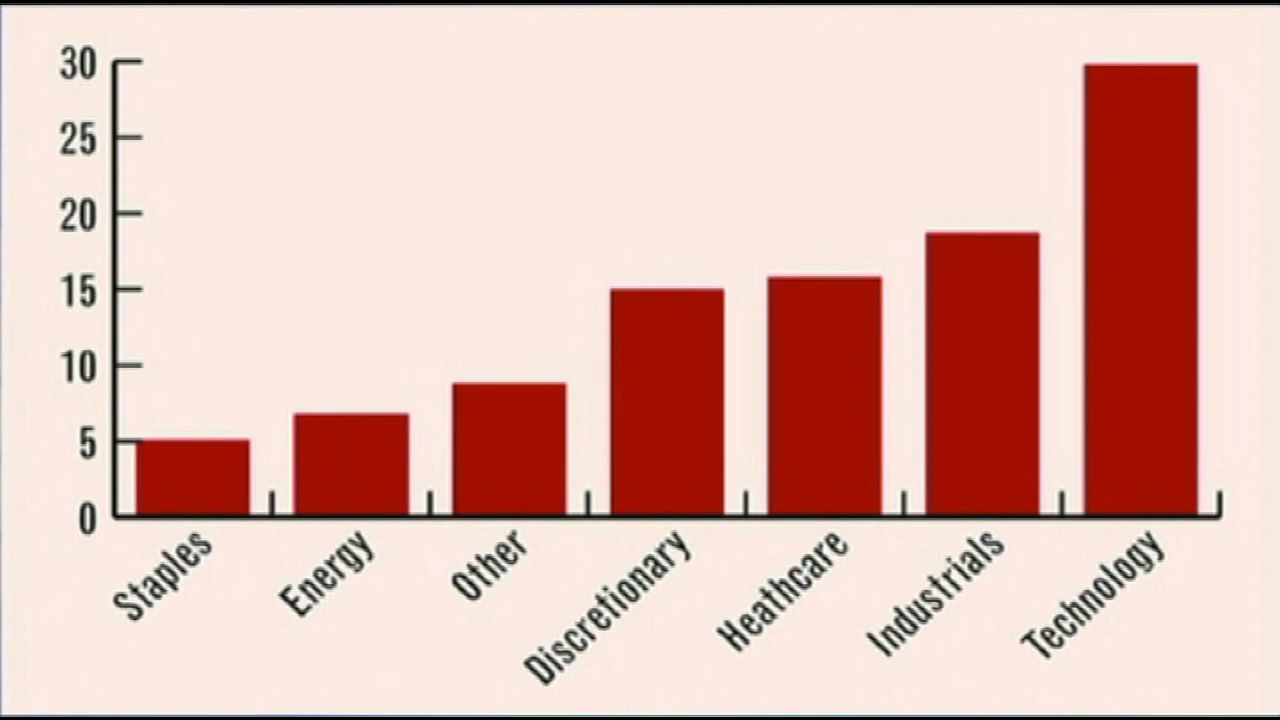 30
25
20
15
10
5
0
Staples
Energy
Other
Discretionary
Heathcare
Industrials
Technology